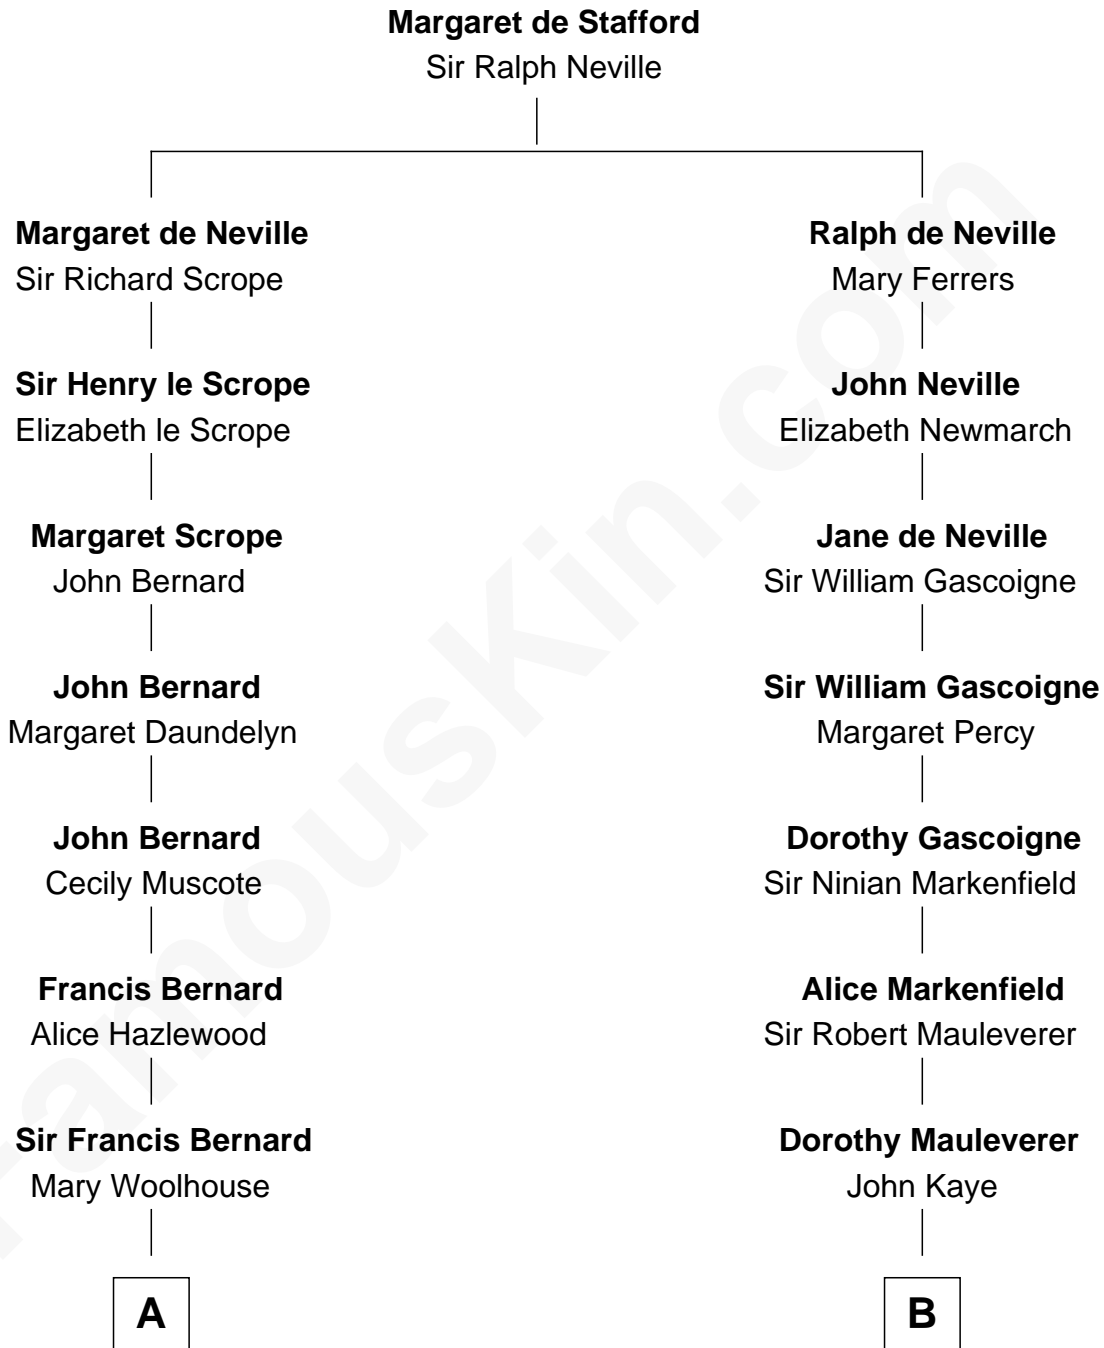 Margaret de Stafford
Sir Ralph Neville
Margaret de Neville
Sir Richard Scrope
Ralph de Neville
Mary Ferrers
Sir Henry le Scrope
Elizabeth le Scrope
John Neville
Elizabeth Newmarch
Margaret Scrope
John Bernard
Jane de Neville
Sir William Gascoigne
John Bernard
Margaret Daundelyn
Sir William Gascoigne
Margaret Percy
John Bernard
Cecily Muscote
Dorothy Gascoigne
Sir Ninian Markenfield
Francis Bernard
Alice Hazlewood
Alice Markenfield
Sir Robert Mauleverer
Sir Francis Bernard
Mary Woolhouse
Dorothy Mauleverer
John Kaye
A
B
FamousKin.com